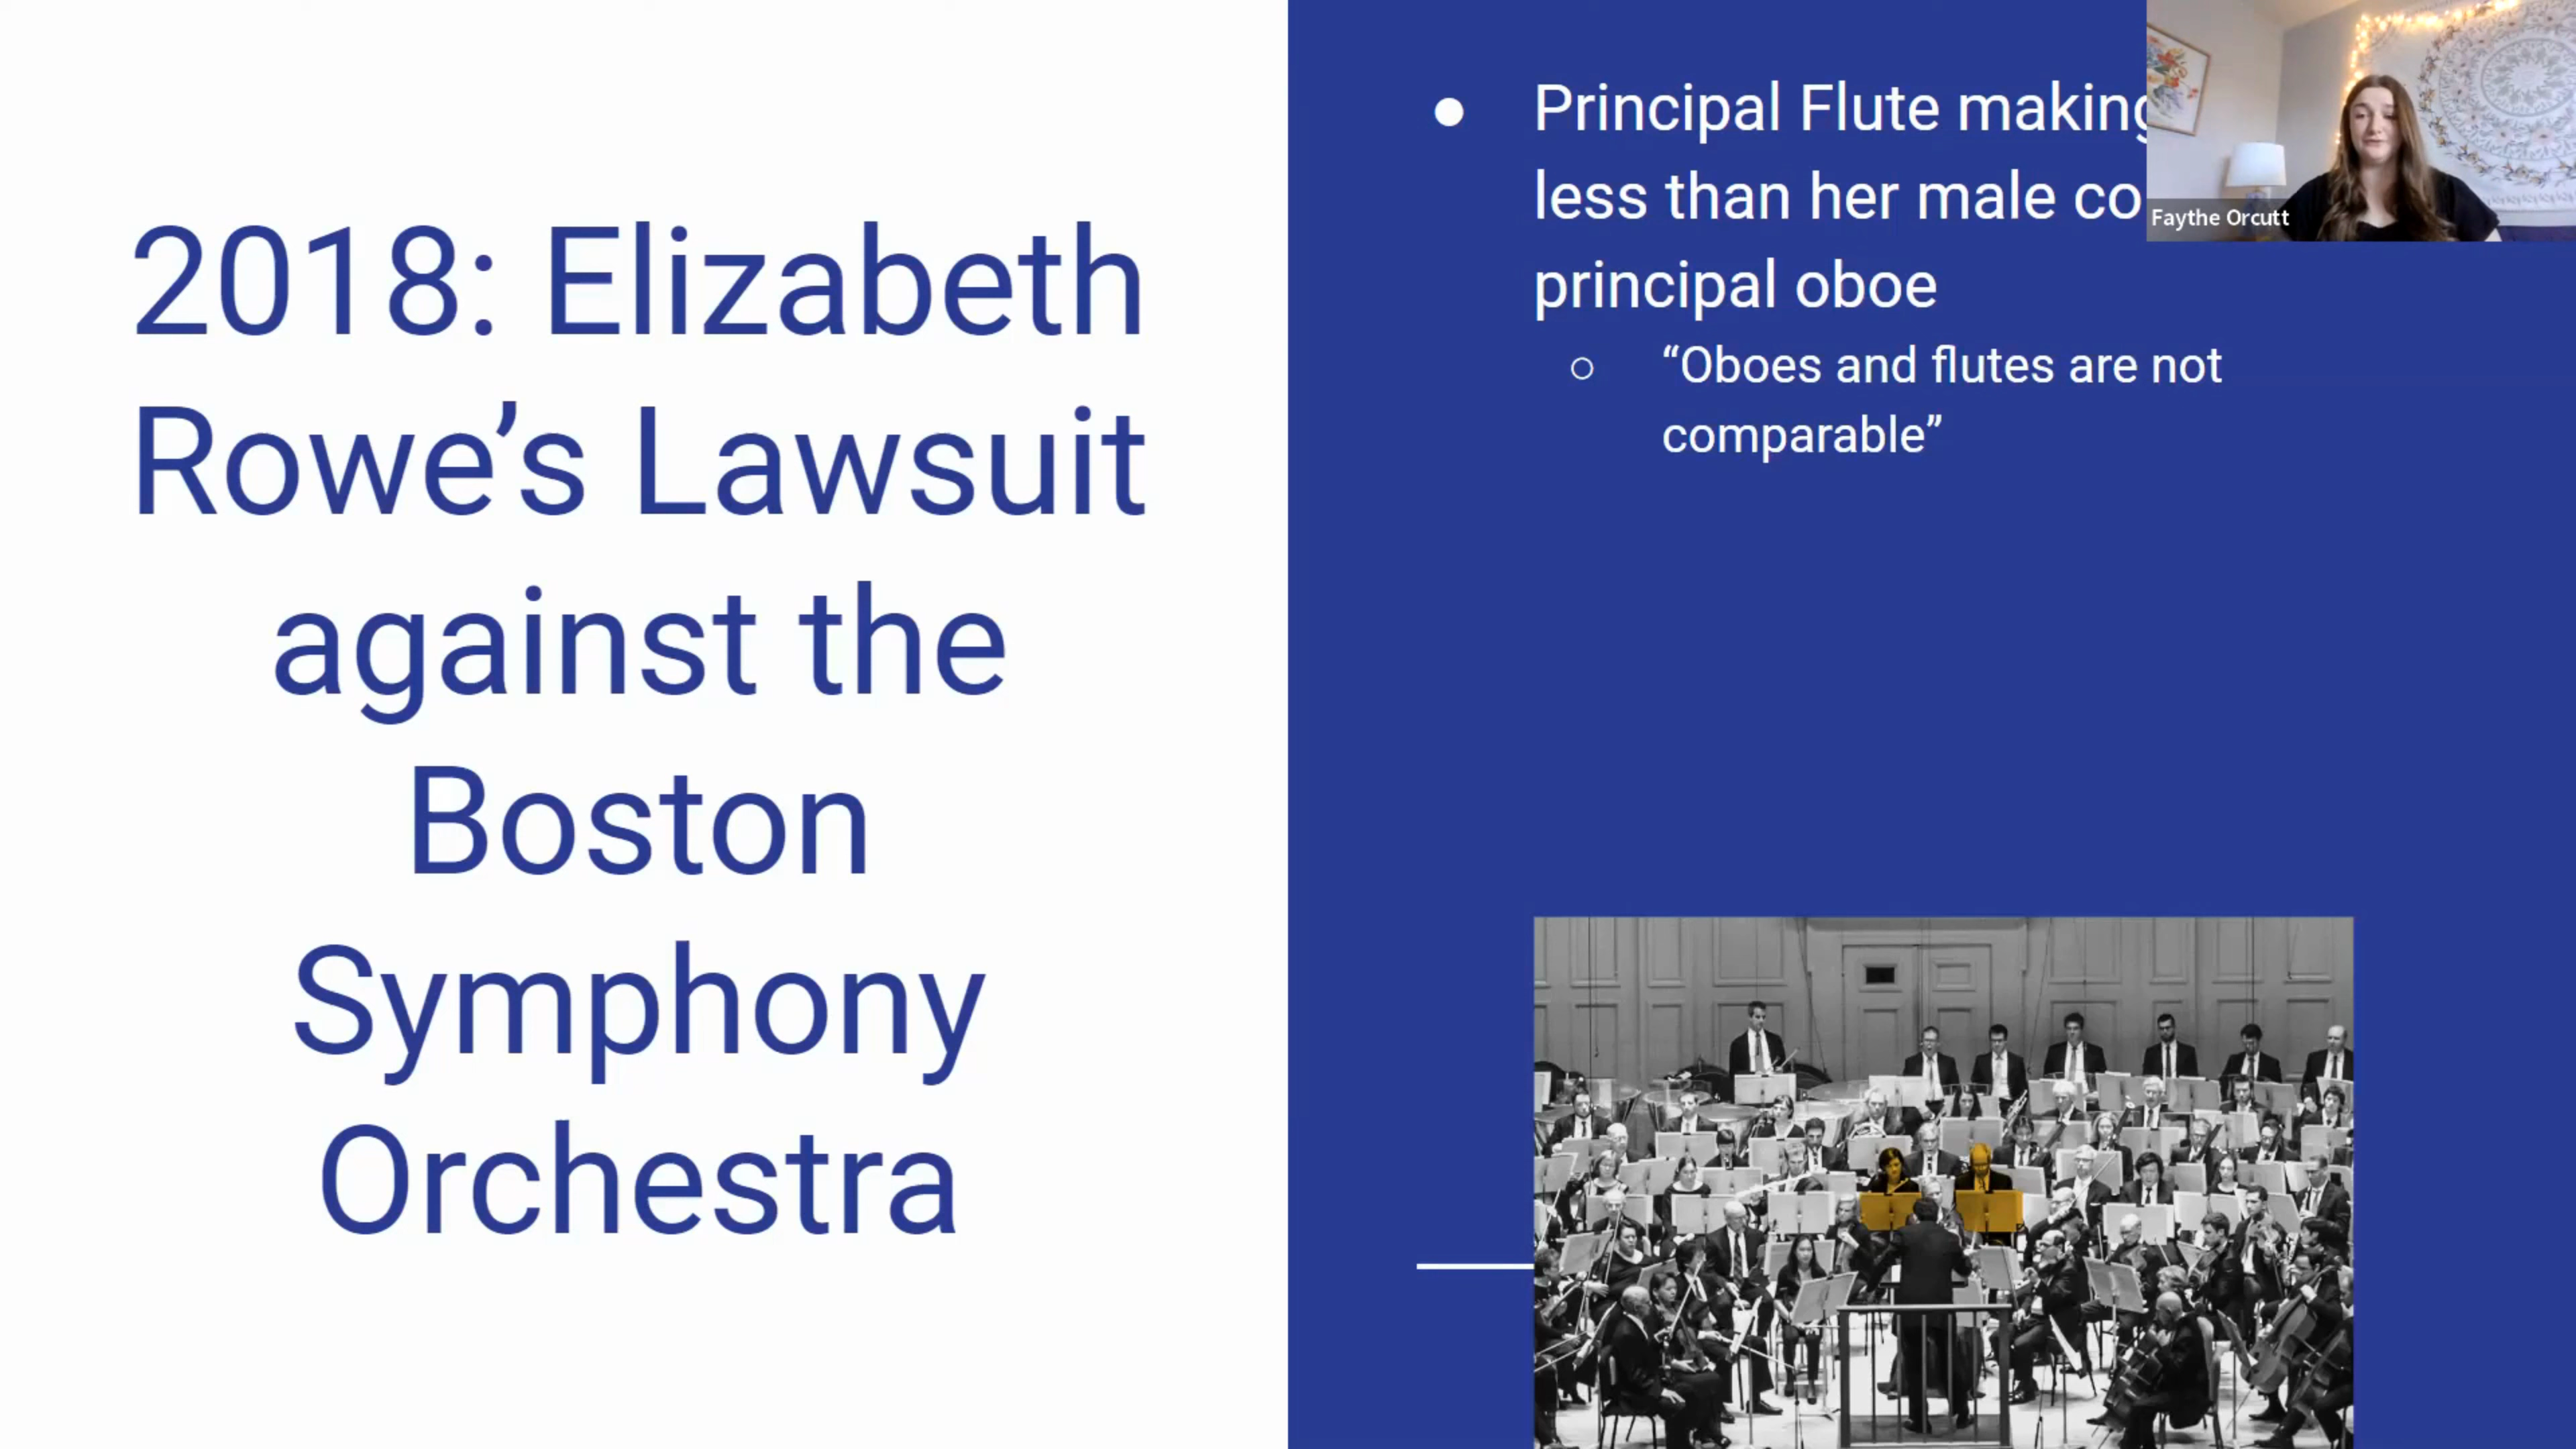 2018: Elizabeth
Rowe’s Lawsuit
against the
Boston
Symphony
Orchestra
● Principal Flute making
less than her male co
principal oboe
○ “Oboes and flutes are not
comparable”
Faythe Orcutt